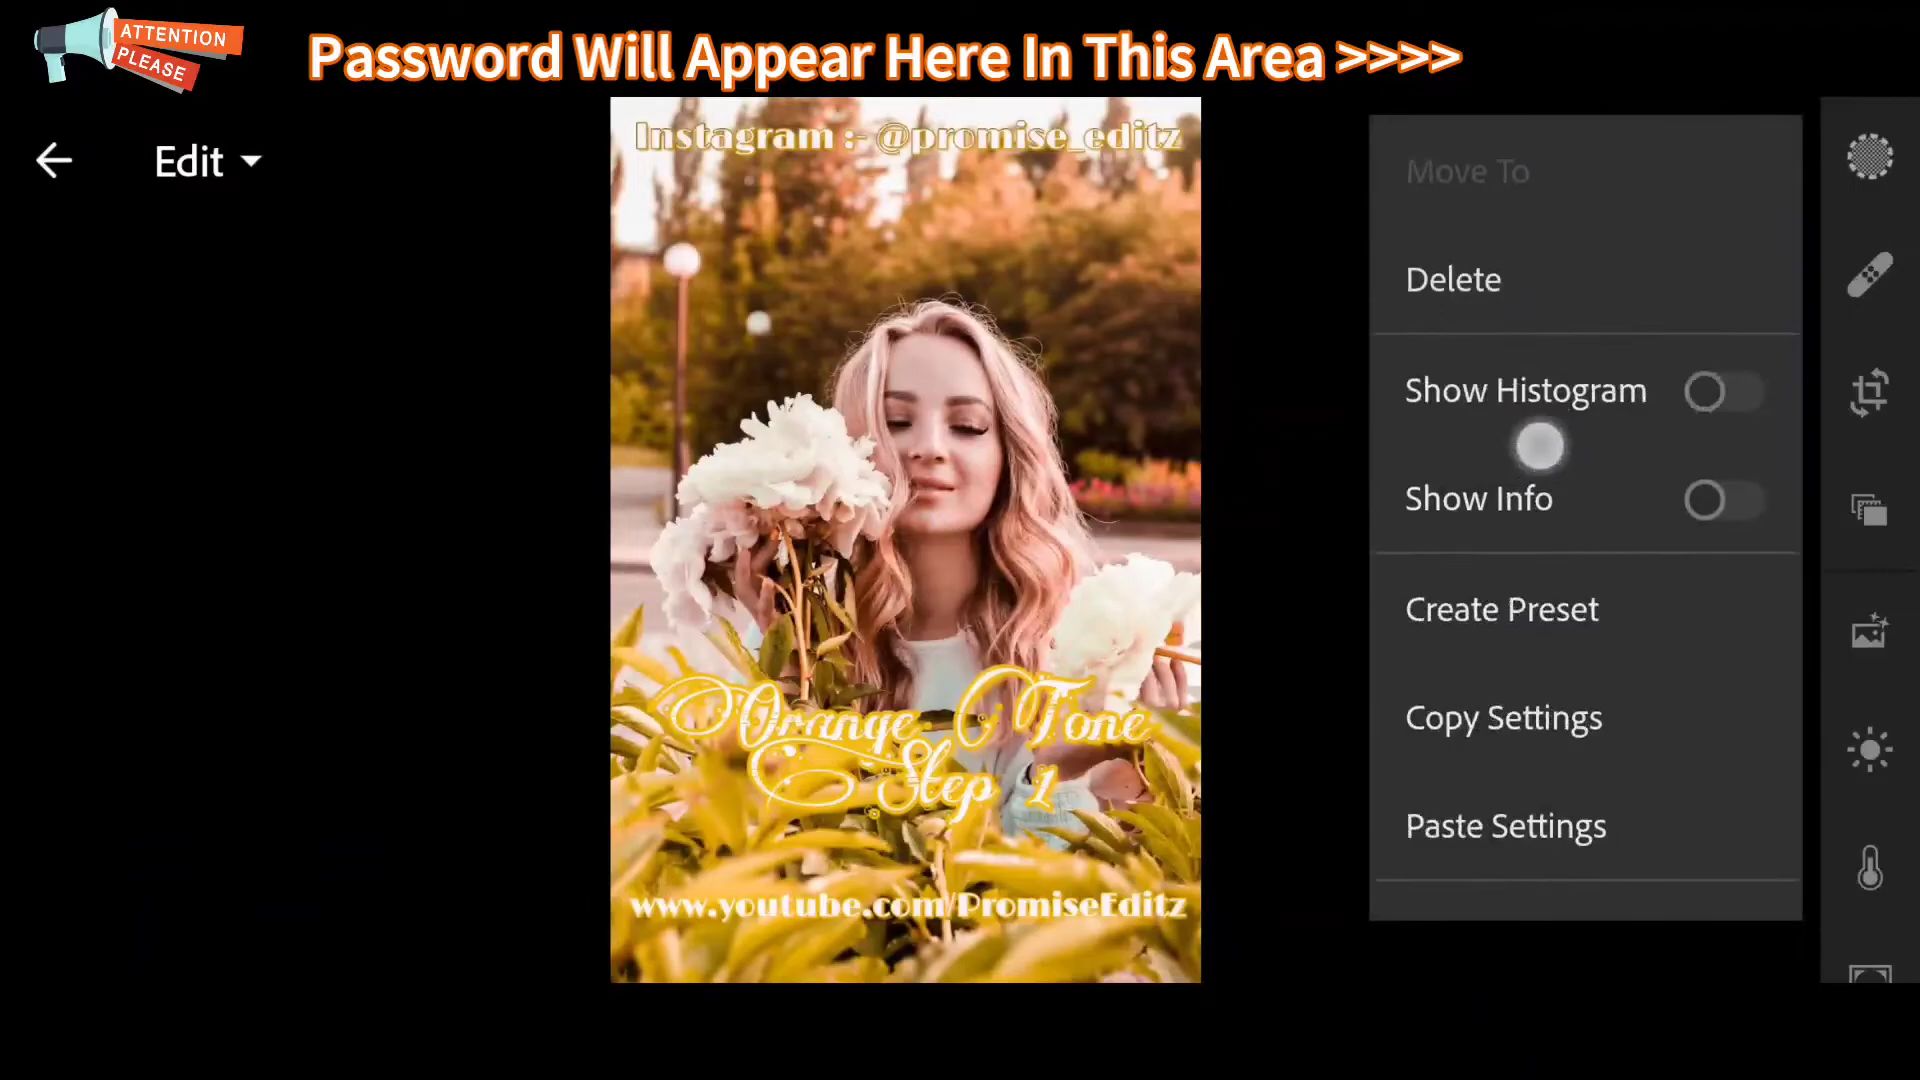 ATTENTION
PLEASE
Password Will Appear Here In This Area >>>>
Edit
Instagram :- @promise_editz
Orange Tone
Step 1
www.youtube.com/PromiseEditz
Move To
Delete
Show Histogram
Show Info
Create Preset
Copy Settings
Paste Settings